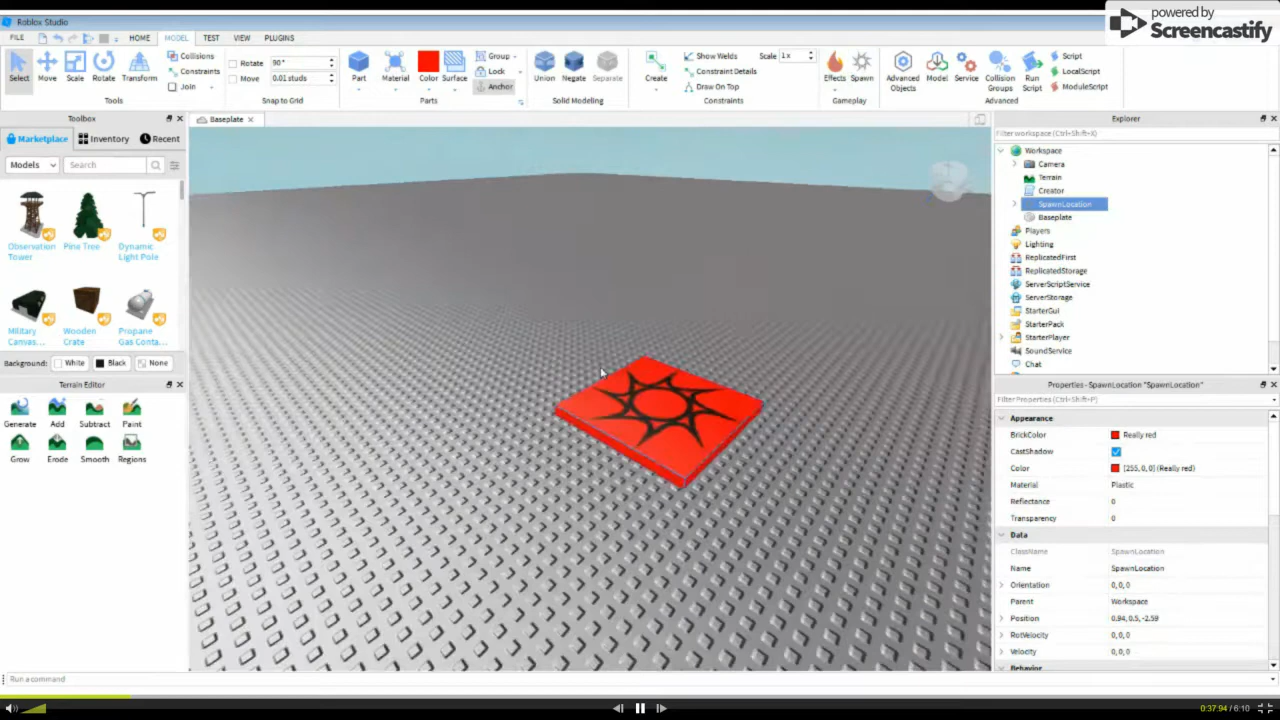 powered by
Screencastify
Roblox Studio
FILE HOME MODEL TEST VIEW PLUGINS
Select Move Scale Rotate Transform
Collisions
Constraints
Join
Tools
Rotate 90°
Move 0.01 studs
Snap to Grid
Part Material Color Surface
Group
Lock
Anchor
Parts
Union Negate Separate
Solid Modeling
Create
Show Welds Scale 1x
Constraint Details
Draw On Top
Constraints
Effects Spawn
Gameplay
Advanced Objects Model Service Collision Groups Run Script
Script
LocalScript
ModuleScript
Advanced
Toolbox
Marketplace Inventory Recent
Models Search
Observation Tower
Pine Tree
Dynamic Light Pole
Military Canvas...
Wooden Crate
Propane Gas Conta...
Background: White Black None
Terrain Editor
Generate Add Subtract Paint
Grow Erode Smooth Regions
Baseplate
Explorer
Filter workspace (Ctrl+Shift+X)
Workspace
Camera
Terrain
Creator
SpawnLocation
Baseplate
Players
Lighting
ReplicatedFirst
ReplicatedStorage
ServerScriptService
ServerStorage
StarterGui
StarterPack
StarterPlayer
SoundService
Chat
Properties - SpawnLocation "SpawnLocation"
Filter Properties (Ctrl+Shift+P)
Appearance
BrickColor Really red
CastShadow
Color [255, 0, 0] (Really red)
Material Plastic
Reflectance 0
Transparency 0
Data
ClassName SpawnLocation
Name SpawnLocation
Orientation 0, 0, 0
Parent Workspace
Position 0.94, 0.5, -2.59
RotVelocity 0, 0, 0
Velocity 0, 0, 0
Behavior
Run a command
0:37.94 / 6:10